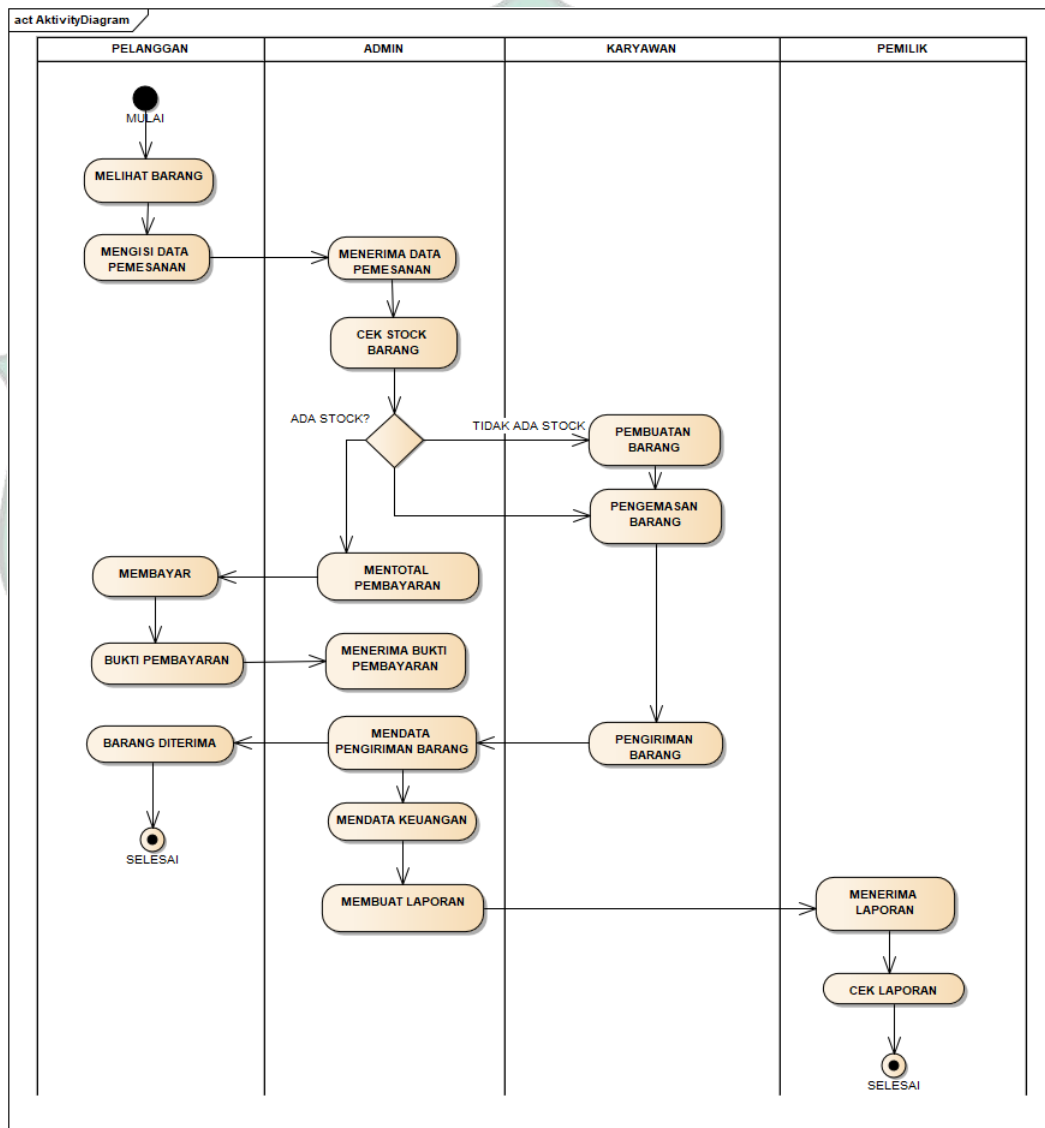 act AktivityDiagram
PELANGGAN
ADMIN
KARYAWAN
PEMILIK
MULAI
MELIHAT BARANG
MENGISI DATA
PEMESANAN
MENERIMA DATA
PEMESANAN
CEK STOCK
BARANG
ADA STOCK?
TIDAK ADA STOCK
PEMBUATAN
BARANG
PENGEMASAN
BARANG
MENTOTAL
PEMBAYARAN
MEMBAYAR
BUKTI PEMBAYARAN
MENERIMA BUKTI
PEMBAYARAN
PENGIRIMAN
BARANG
MENDATA
PENGIRIMAN BARANG
BARANG DITERIMA
SELESAI
MENDATA KEUANGAN
MEMBUAT LAPORAN
MENERIMA
LAPORAN
CEK LAPORAN
SELESAI